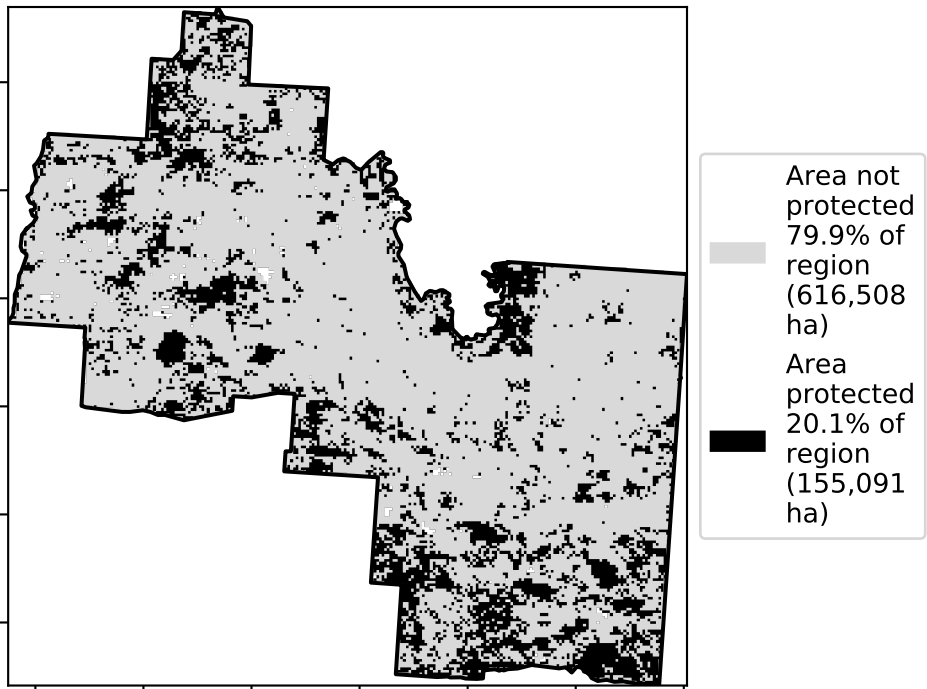 Area not
protected
79.9% of
region
(616,508
ha)
Area
protected
20.1% of
region
(155,091
ha)